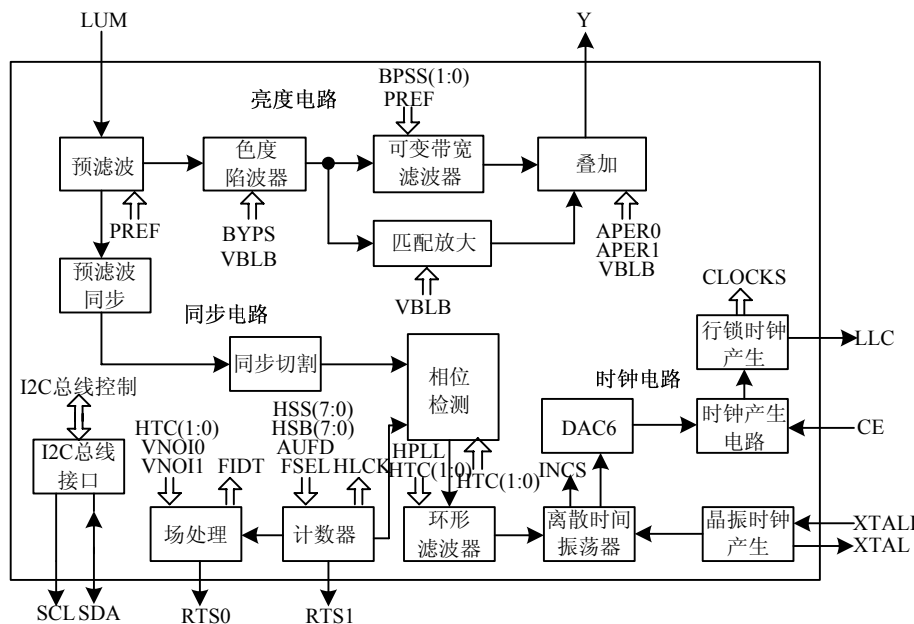 LUM
Y
亮度电路
BPSS(1:0)
PREF
预滤波
色度
陷波器
可变带宽
滤波器
叠加
PREF
BYPS
VBLB
匹配放大
APER0
APER1
VBLB
预滤波
同步
VBLB
CLOCKS
同步电路
同步切割
相位
检测
行锁时钟
产生
LLC
I2C总线控制
时钟电路
HTC(1:0)
VNOI0
VNOI1
FIDT
HSS(7:0)
HSB(7:0)
AUFD
FSEL
HLCK
HPLL
HTC(1:0)
HTC(1:0)
DAC6
时钟产生
电路
CE
INCS
I2C总线
接口
场处理
计数器
环形
滤波器
离散时间
振荡器
晶振时钟
产生
XTALI
XTAL
SCL
SDA
RTS0
RTS1